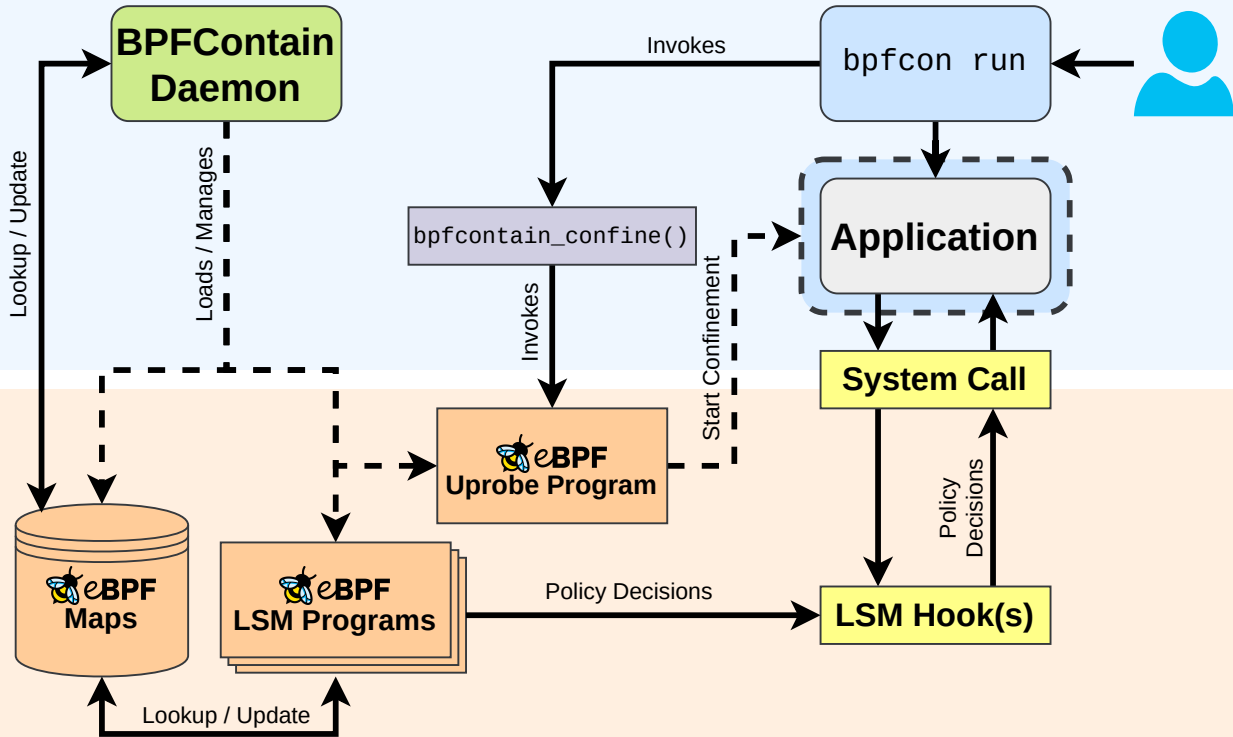 BPFContain
Daemon
Invokes
bpfcon run
Lookup / Update
Loads / Manages
bpfcontain_confine()
Application
Invokes
Start Confinement
System Call
eBPF
Uprobe Program
Policy
Decisions
eBPF
Maps
eBPF
LSM Programs
Policy Decisions
LSM Hook(s)
Lookup / Update